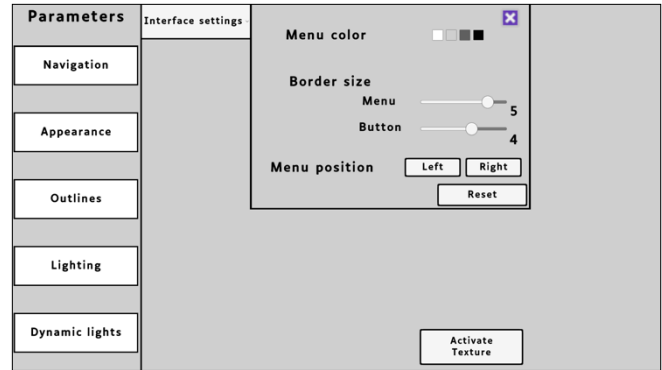 Parameters
Interface settings
Menu color
Navigation
Border size
Menu
5
Appearance
Button
4
Menu position
Left
Right
Outlines
Reset
Lighting
Dynamic lights
Activate
Texture